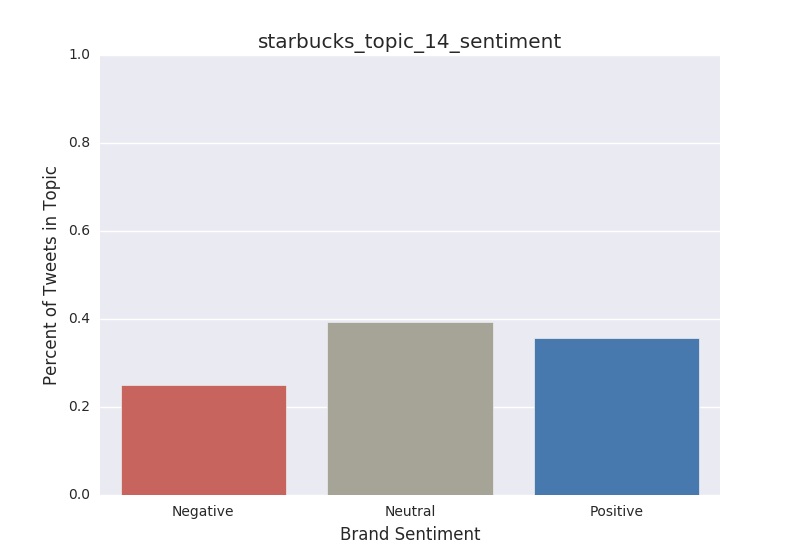 starbucks_topic_14_sentiment
1.0
0.8
0.6
0.4
0.2
0.0
Percent of Tweets in Topic
Negative Neutral Positive
Brand Sentiment